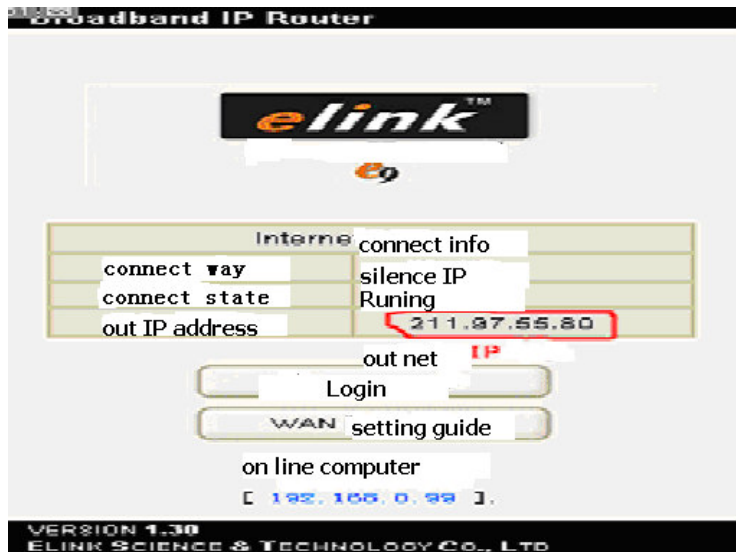 Broadband IP Router
elink™
e9
Interne connect info
connect way silence IP
connect state Runing
out IP address 211.97.55.80
out net IP
Login
WAN setting guide
on line computer
[ 192.168.0.99 ].
VERSION 1.30
ELINK SCIENCE & TECHNOLOGY CO., LTD